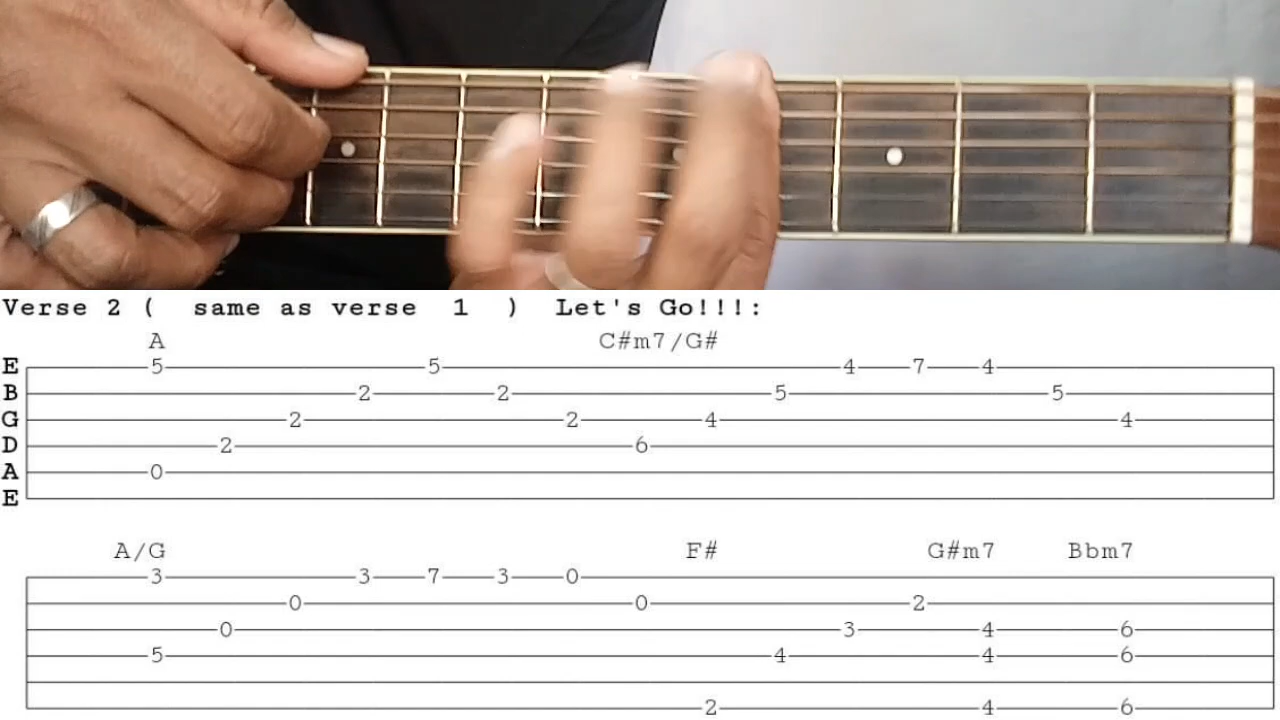 Verse 2 ( same as verse 1 ) Let's Go!!!:
A C#m7/G#
E 5 5 4 7 4
B 2 2 5 5
G 2 2 4 4
D 2 6
A 0
E
A/G F# G#m7 Bbm7
3 3 7 3 0
0 0 2
0 3 4 6
5 4 4 6
2 4 6